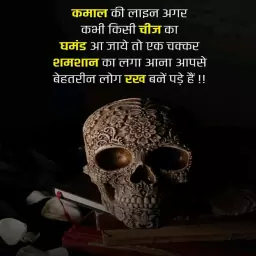 कमाल की लाइन अगर
कभी किसी चीज का
घमंड आ जाये तो एक चक्कर
शमशान का लगा आना आपसे
बेहतरीन लोग रख बनें पड़े हैं !!